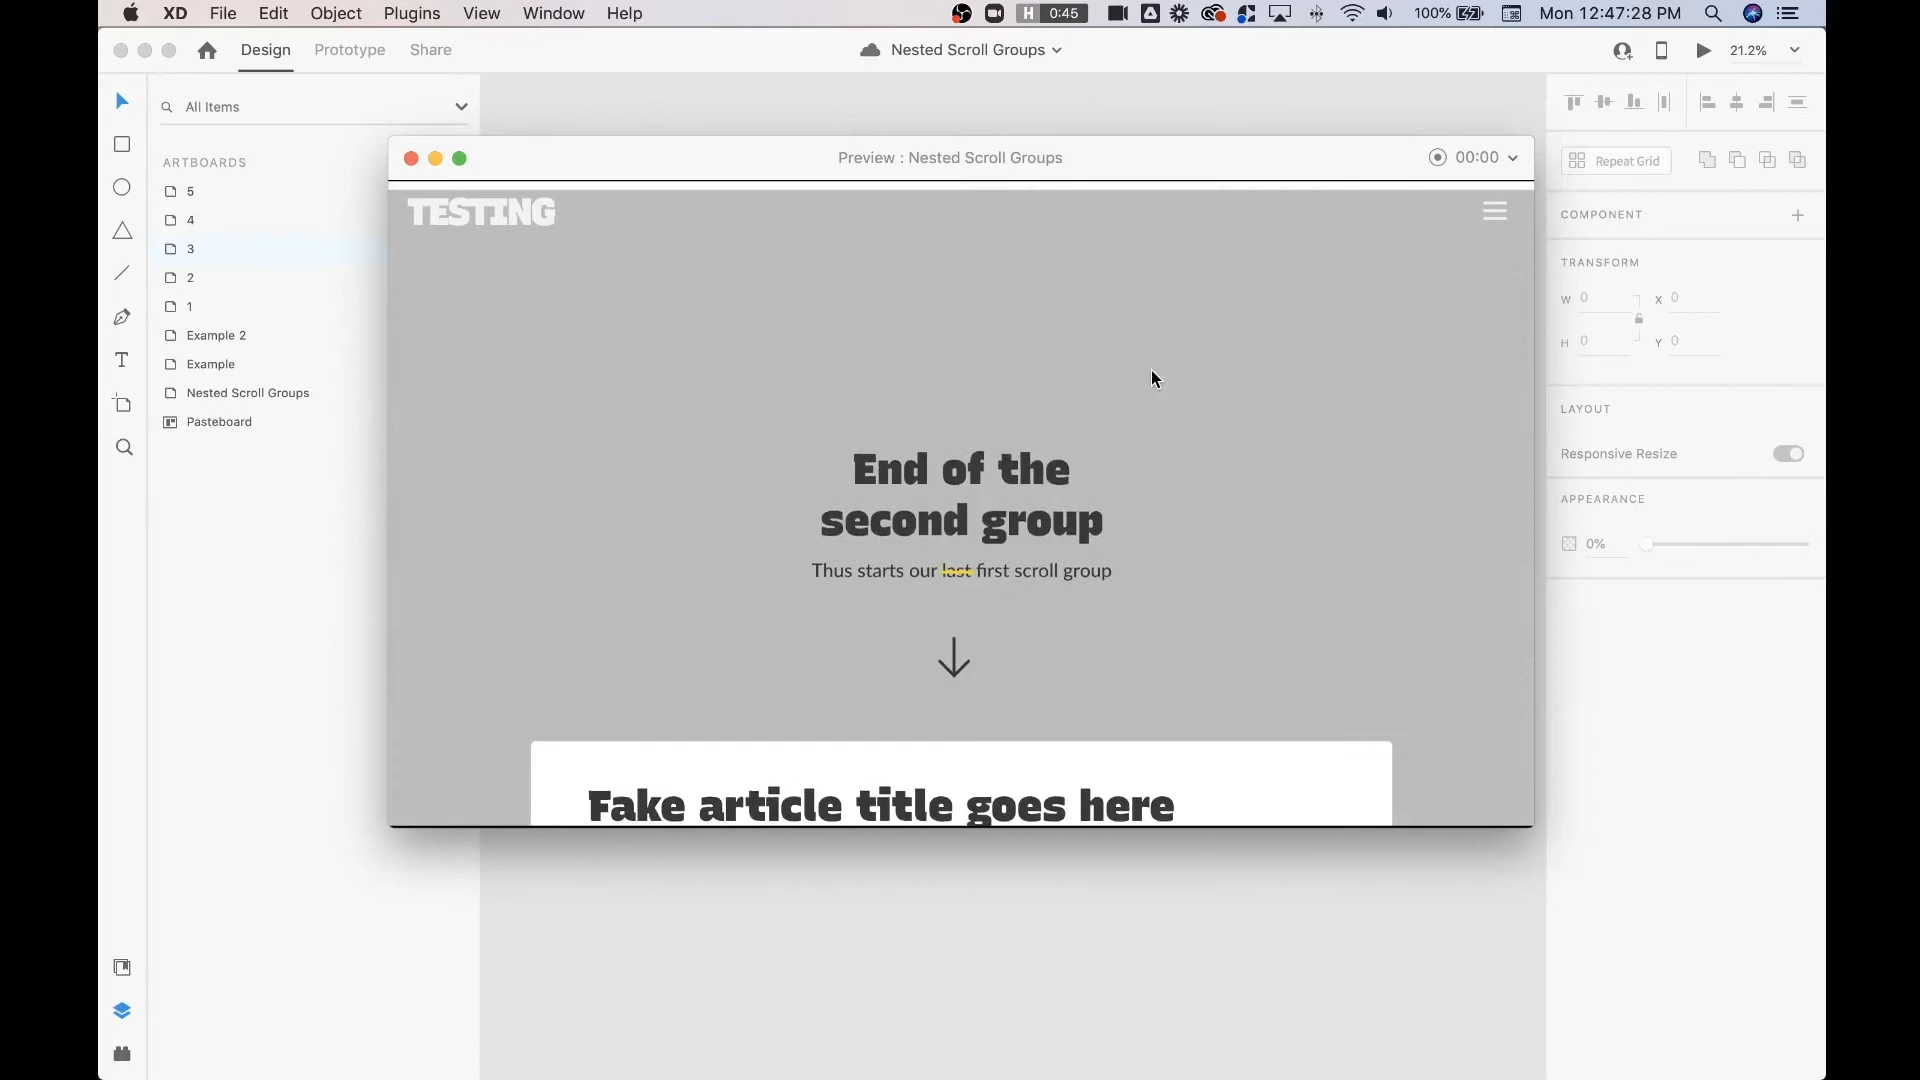 XD File Edit Object Plugins View Window Help H 0:45 100% Mon 12:47:28 PM
Design Prototype Share Nested Scroll Groups 21.2%
All Items
ARTBOARDS
5
4
3
2
1
Example 2
Example
Nested Scroll Groups
Pasteboard
Preview : Nested Scroll Groups 00:00
TESTING
End of the
second group
Thus starts our last first scroll group
Fake article title goes here
Repeat Grid
COMPONENT
TRANSFORM
W 0 X 0
H 0 Y 0
LAYOUT
Responsive Resize
APPEARANCE
0%